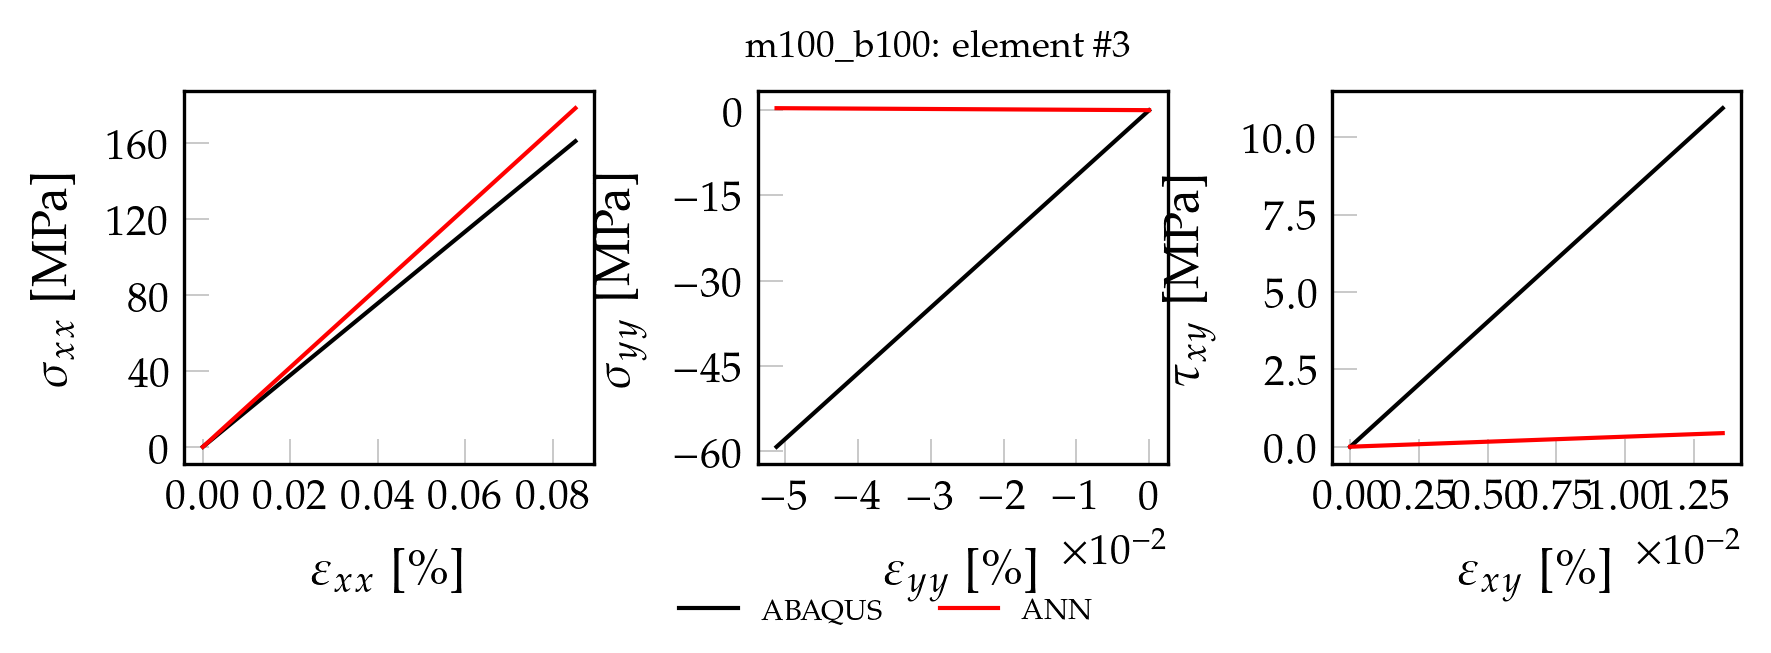 m100_b100: element #3
σxx [MPa]
160
120
80
40
0
0.00 0.02 0.04 0.06 0.08
εxx [%]
σyy [MPa]
0
−15
−30
−45
−60
−5 −4 −3 −2 −1 0
×10−2
εyy [%]
τxy [MPa]
10.0
7.5
5.0
2.5
0.0
0.00 0.25 0.50 0.75 1.00 1.25
×10−2
εxy [%]
ABAQUS ANN